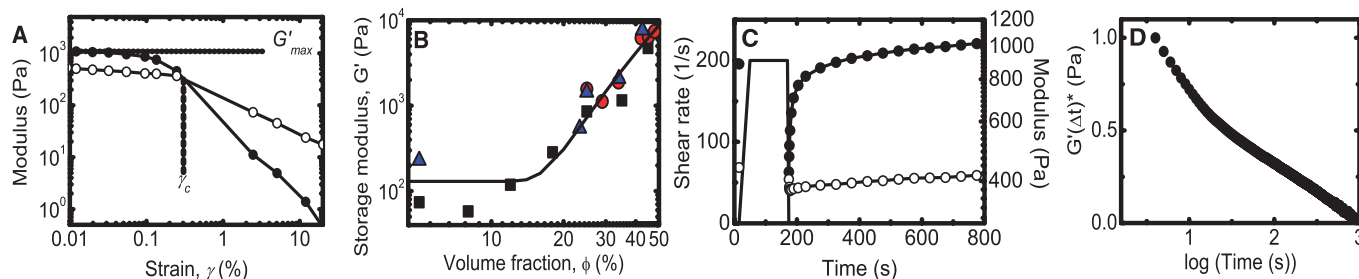 A
G'max
Modulus (Pa)
10³
10²
10¹
10⁰
γc
0.01
0.1
1
10
Strain, γ (%)
B
Storage modulus, G' (Pa)
10⁴
10³
10²
10
20
30
40 50
Volume fraction, ϕ (%)
C
Shear rate (1/s)
200
100
0
0
200
400
600
800
Time (s)
1200
1000
800
600
400
Modulus (Pa)
D
G'(Δt)* (Pa)
1.0
0.5
0.0
1
2
3
log (Time (s))